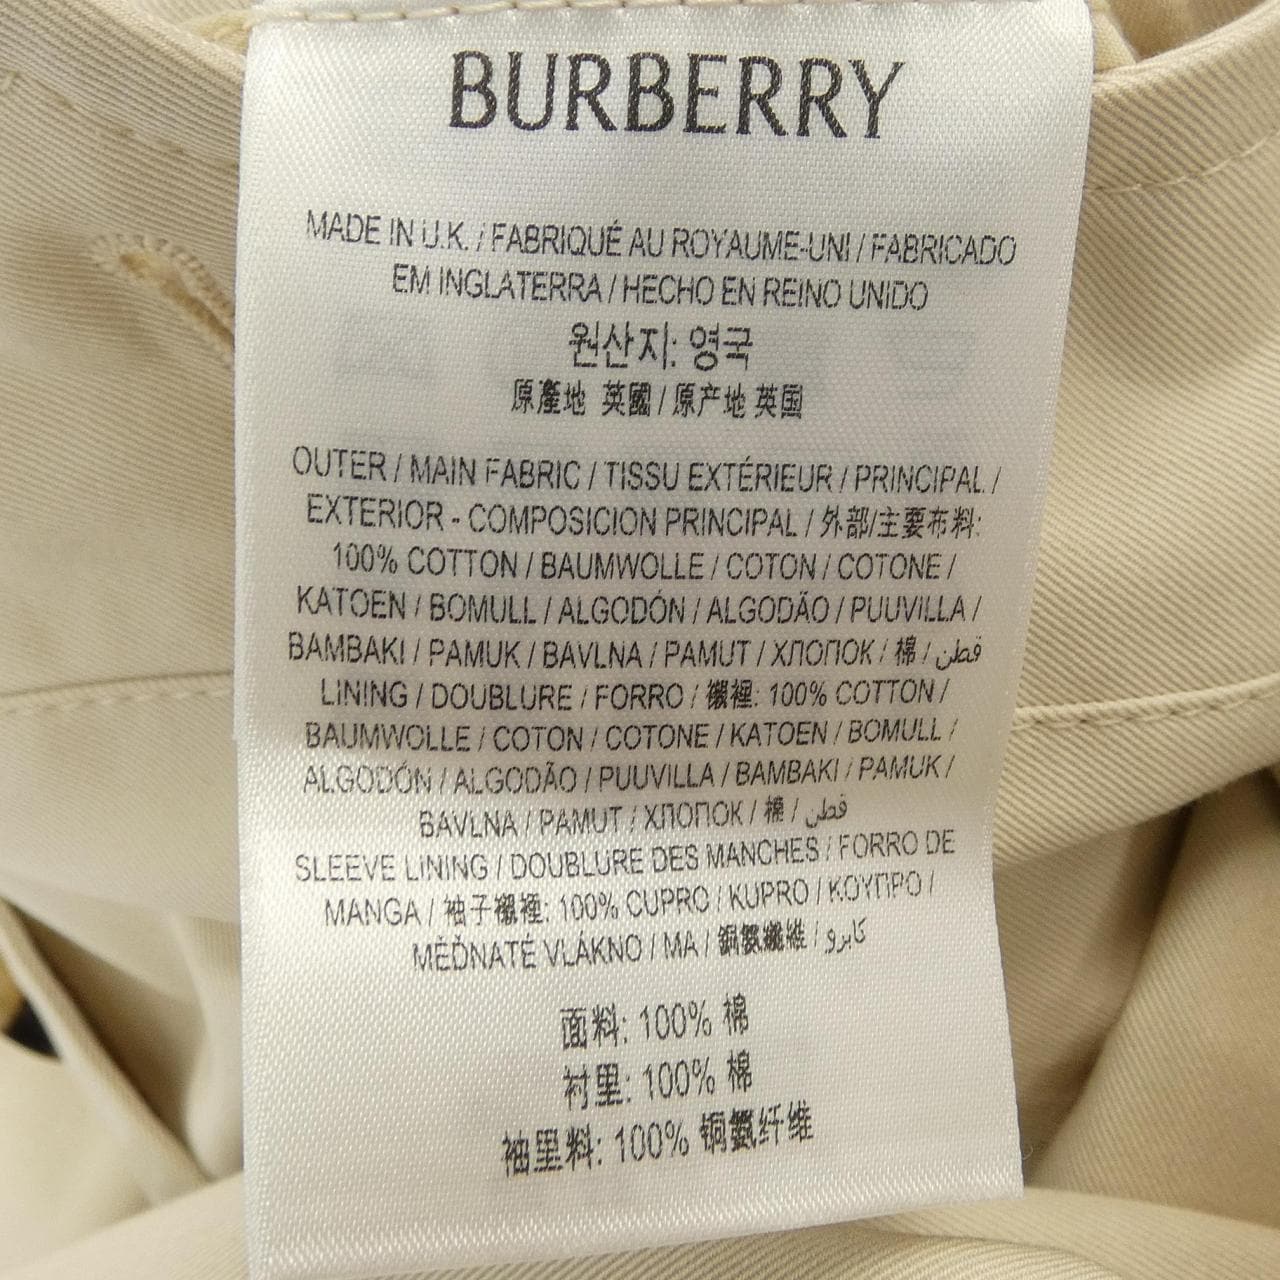 BURBERRY
MADE IN U.K. / FABRIQUÉ AU ROYAUME-UNI / FABRICADO
EM INGLATERRA / HECHO EN REINO UNIDO
원산지: 영국
原產地 英國 / 原产地 英国
OUTER / MAIN FABRIC / TISSU EXTÉRIEUR / PRINCIPAL /
EXTERIOR - COMPOSICION PRINCIPAL / 外部/主要布料:
100% COTTON / BAUMWOLLE / COTON / COTONE /
KATOEN / BOMULL / ALGODÓN / ALGODÃO / PUUVILLA /
BAMBAKI / PAMUK / BAVLNA / PAMUT / ХЛОПОК / 棉 / قطن
LINING / DOUBLURE / FORRO / 襯裡: 100% COTTON /
BAUMWOLLE / COTON / COTONE / KATOEN / BOMULL /
ALGODÓN / ALGODÃO / PUUVILLA / BAMBAKI / PAMUK /
BAVLNA / PAMUT / ХЛОПОК / 棉 / قطن
SLEEVE LINING / DOUBLURE DES MANCHES / FORRO DE
MANGA / 袖子襯裡: 100% CUPRO / KUPRO / ΚΟΥΠΡΟ /
MĚĎNATÉ VLÁKNO / MA / 銅氨纖維 / كابرو
面料: 100% 棉
衬里: 100% 棉
袖里料: 100% 铜氨纤维